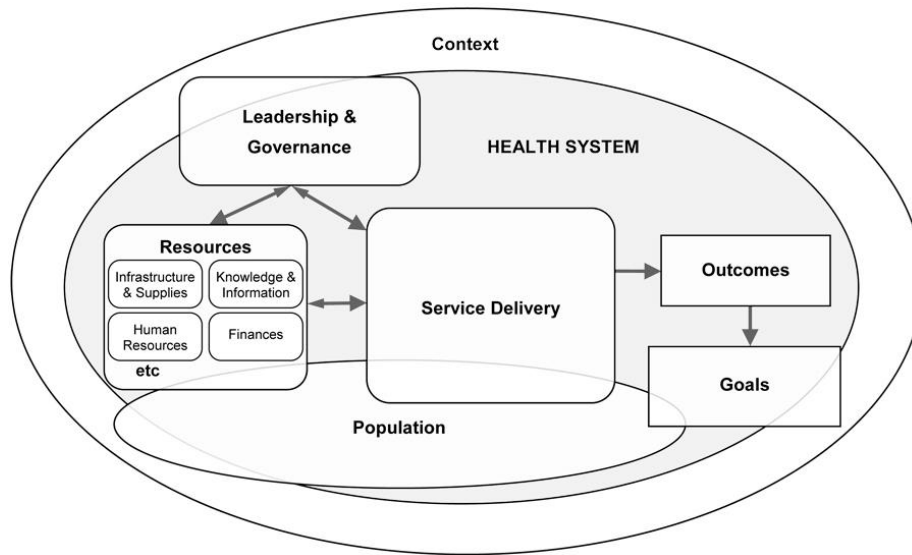 Context
Leadership &
Governance
HEALTH SYSTEM
Resources
Infrastructure
& Supplies
Knowledge &
Information
Human
Resources
Finances
etc
Service Delivery
Outcomes
Goals
Population